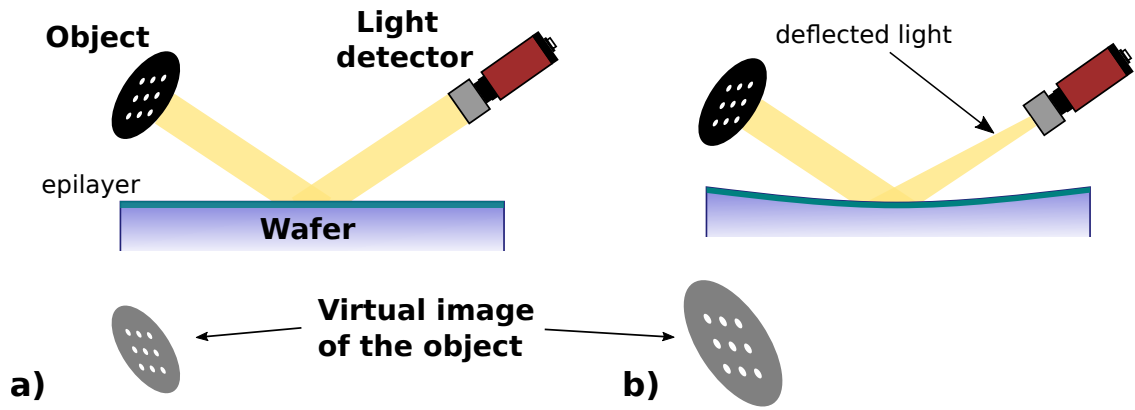 Object
Light
detector
epilayer
Wafer
deflected light
Virtual image
of the object
a)
b)